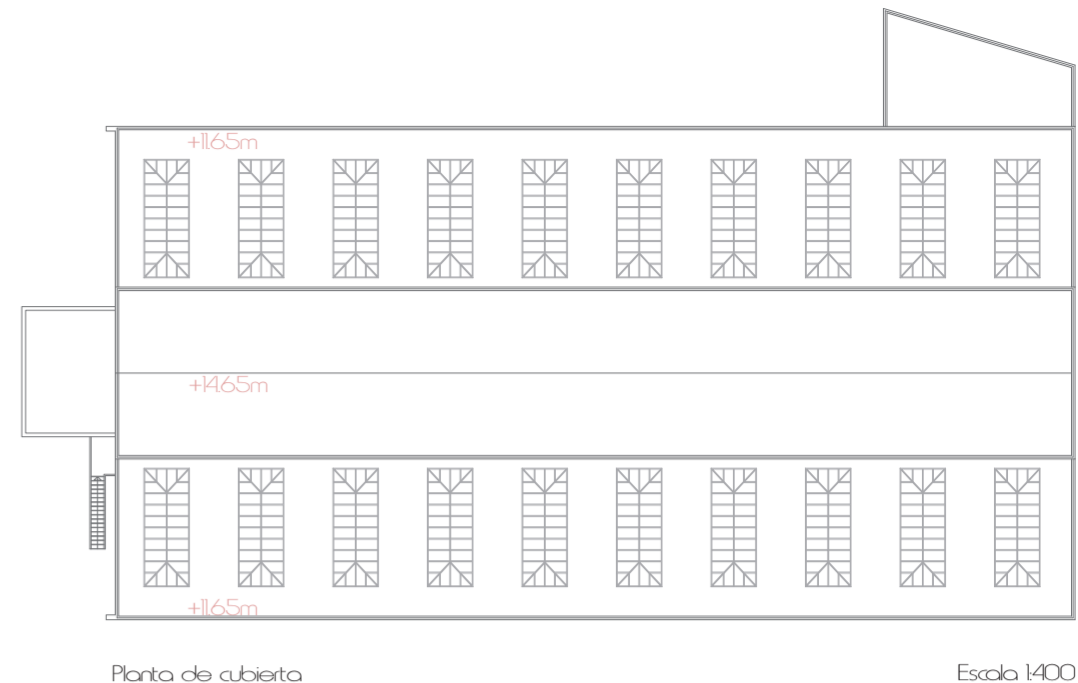 +11.65m
+14.65m
+11.65m
Planta de cubierta
Escala 1:400